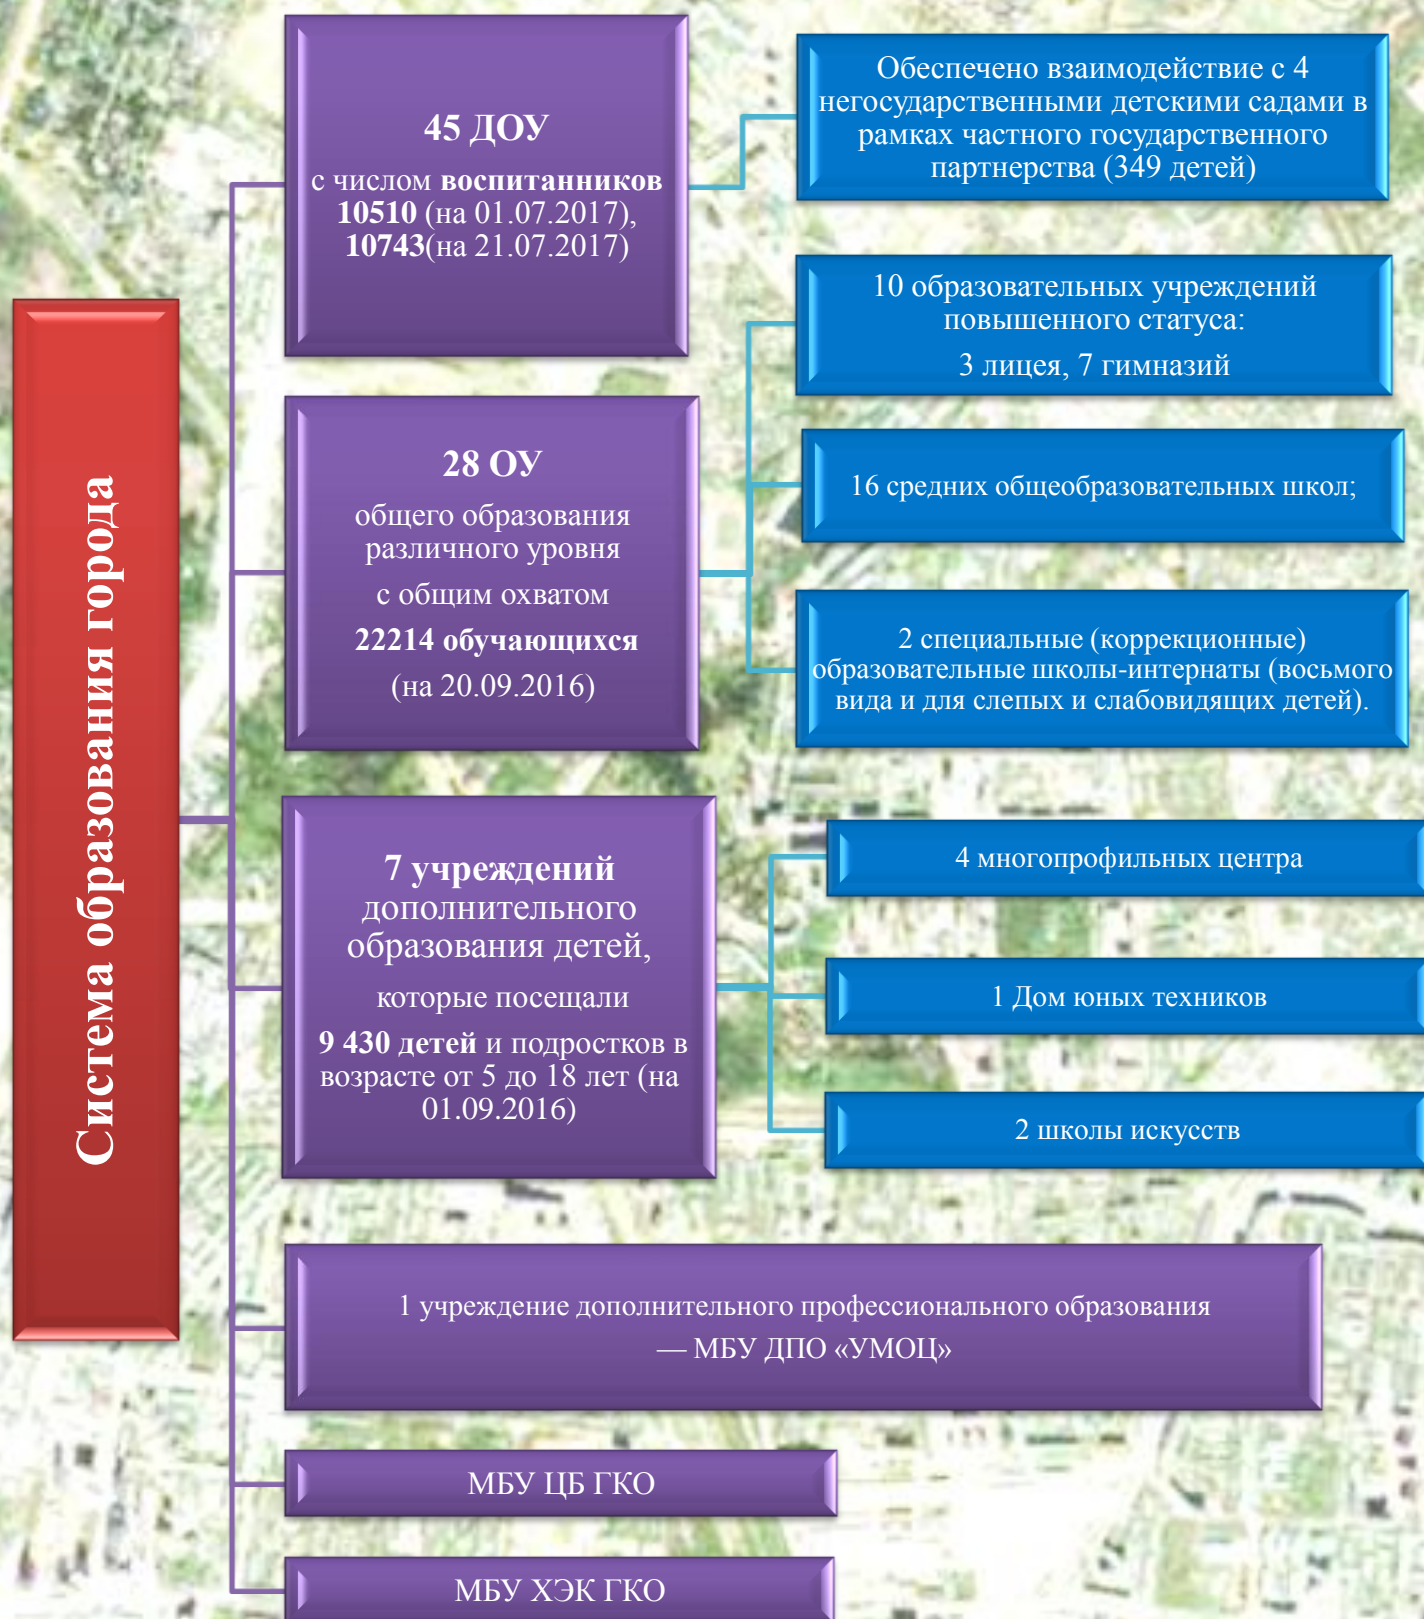 Система образования города
45 ДОУ
с числом воспитанников
10510 (на 01.07.2017),
10743(на 21.07.2017)
Обеспечено взаимодействие с 4
негосударственными детскими садами в
рамках частного государственного
партнерства (349 детей)
28 ОУ
общего образования
различного уровня
с общим охватом
22214 обучающихся
(на 20.09.2016)
10 образовательных учреждений
повышенного статуса:
3 лицея, 7 гимназий
16 средних общеобразовательных школ;
2 специальные (коррекционные)
образовательные школы-интернаты (восьмого
вида и для слепых и слабовидящих детей).
7 учреждений
дополнительного
образования детей,
которые посещали
9 430 детей и подростков в
возрасте от 5 до 18 лет (на
01.09.2016)
4 многопрофильных центра
1 Дом юных техников
2 школы искусств
1 учреждение дополнительного профессионального образования
— МБУ ДПО «УМОЦ»
МБУ ЦБ ГКО
МБУ ХЭК ГКО